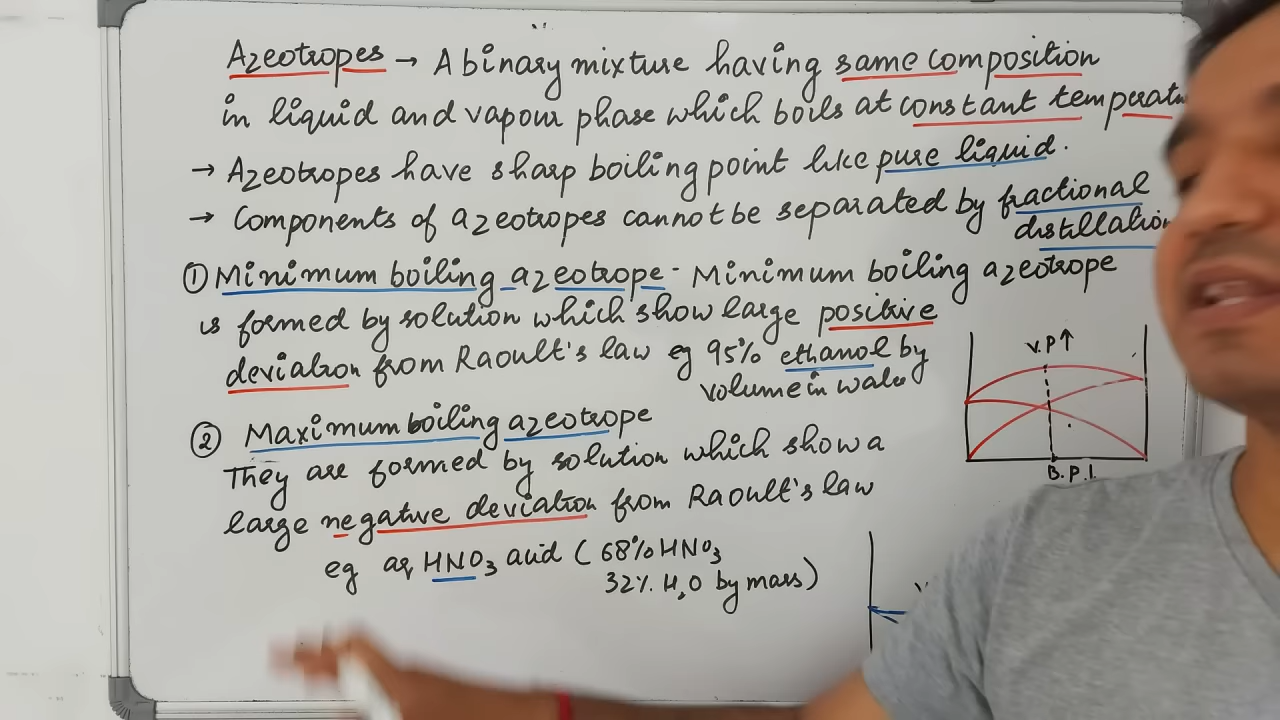 Azeotropes → A binary mixture having same composition
in liquid and vapour phase which boils at constant
→ Azeotropes have sharp boiling point like pure liquid.
→ Components of azeotropes cannot be separated by fractional
distillation
① Minimum boiling azeotrope - Minimum boiling azeotrope
is formed by solution which show large positive
deviation from Raoult's law eg 95% ethanol by
volume in water
V.P↑
B.P.↓
② Maximum boiling azeotrope
They are formed by solution which show a
large negative deviation from Raoult's law
eg aq HNO₃ acid (68% HNO₃
32% H₂O by mass)